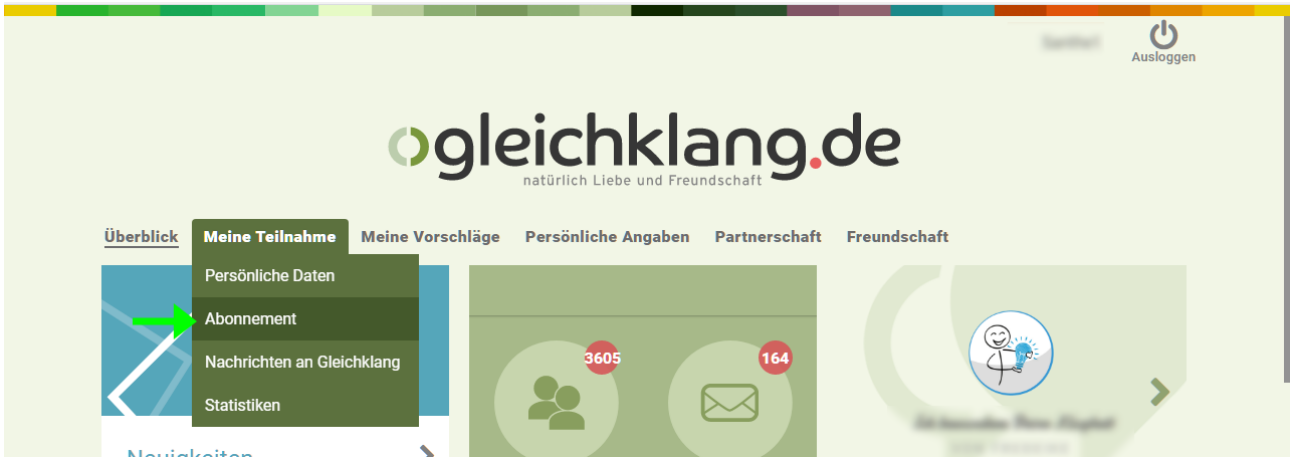 Ausloggen
gleichklang.de
natürlich Liebe und Freundschaft
Überblick Meine Teilnahme Meine Vorschläge Persönliche Angaben Partnerschaft Freundschaft
Persönliche Daten
Abonnement
Nachrichten an Gleichklang
Statistiken
3605
164
Neuigkeiten